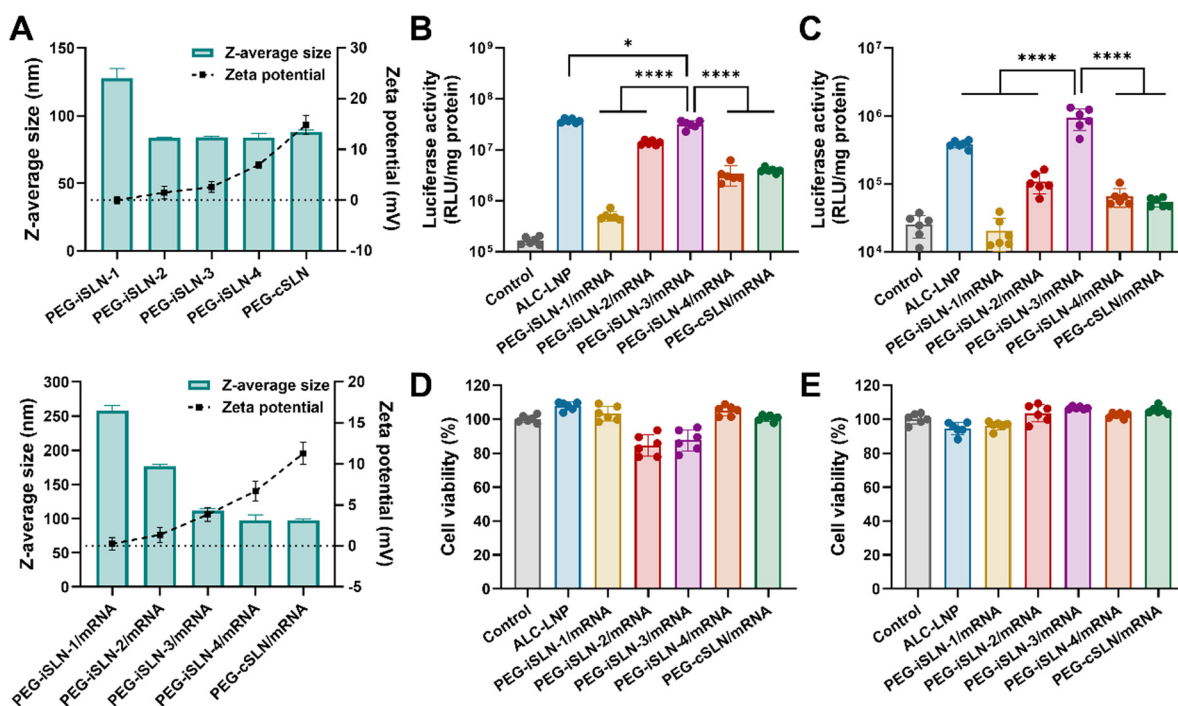 A
Z-average size (nm)
150
100
50
0
Z-average size
Zeta potential
30
20
10
0
-10
Zeta potential (mV)
PEG-iSLN-1
PEG-iSLN-2
PEG-iSLN-3
PEG-iSLN-4
PEG-cSLN
Z-average size (nm)
300
250
200
150
100
50
0
Z-average size
Zeta potential
20
15
10
5
0
-5
Zeta potential (mV)
PEG-iSLN-1/mRNA
PEG-iSLN-2/mRNA
PEG-iSLN-3/mRNA
PEG-iSLN-4/mRNA
PEG-cSLN/mRNA
B
Luciferase activity
(RLU/mg protein)
10⁹
10⁸
10⁷
10⁶
10⁵
*
**** ****
Control
ALC-LNP
PEG-iSLN-1/mRNA
PEG-iSLN-2/mRNA
PEG-iSLN-3/mRNA
PEG-iSLN-4/mRNA
PEG-cSLN/mRNA
C
Luciferase activity
(RLU/mg protein)
10⁷
10⁶
10⁵
10⁴
**** ****
Control
ALC-LNP
PEG-iSLN-1/mRNA
PEG-iSLN-2/mRNA
PEG-iSLN-3/mRNA
PEG-iSLN-4/mRNA
PEG-cSLN/mRNA
D
Cell viability (%)
120
100
80
60
40
20
0
Control
ALC-LNP
PEG-iSLN-1/mRNA
PEG-iSLN-2/mRNA
PEG-iSLN-3/mRNA
PEG-iSLN-4/mRNA
PEG-cSLN/mRNA
E
Cell viability (%)
120
100
80
60
40
20
0
Control
ALC-LNP
PEG-iSLN-1/mRNA
PEG-iSLN-2/mRNA
PEG-iSLN-3/mRNA
PEG-iSLN-4/mRNA
PEG-cSLN/mRNA